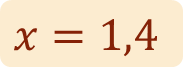 x = 1,4